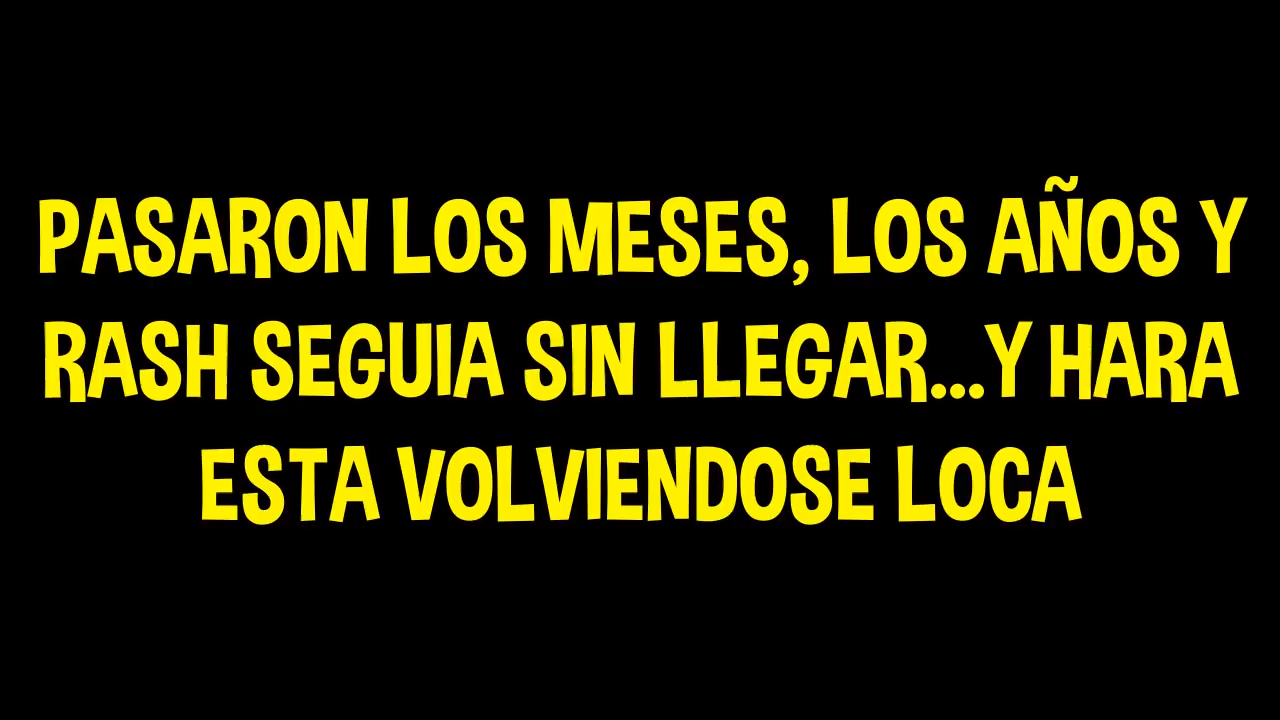 PASARON LOS MESES, LOS AÑOS Y
RASH SEGUIA SIN LLEGAR...Y HARA
ESTA VOLVIENDOSE LOCA